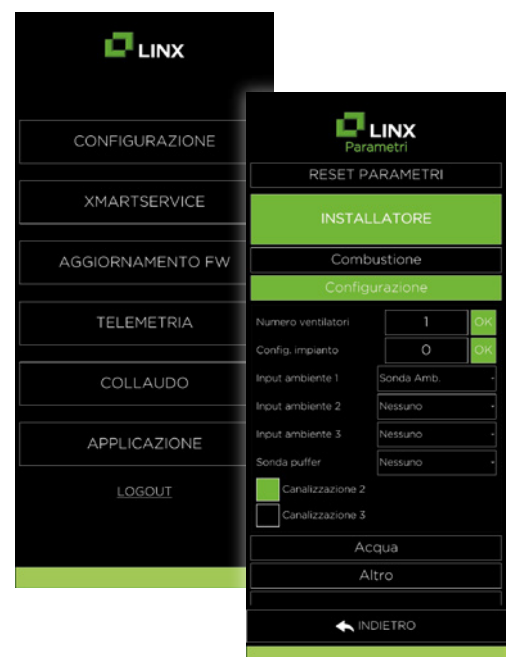 LINX
CONFIGURAZIONE
XMARTSERVICE
AGGIORNAMENTO FW
TELEMETRIA
COLLAUDO
APPLICAZIONE
LOGOUT
LINX
Parametri
RESET PARAMETRI
INSTALLATORE
Combustione
Configurazione
Numero ventilatori 1 OK
Config. impianto 0 OK
Input ambiente 1 Sonda Amb.
Input ambiente 2 Nessuno
Input ambiente 3 Nessuno
Sonda puffer Nessuno
Canalizzazione 2
Canalizzazione 3
Acqua
Altro
INDIETRO